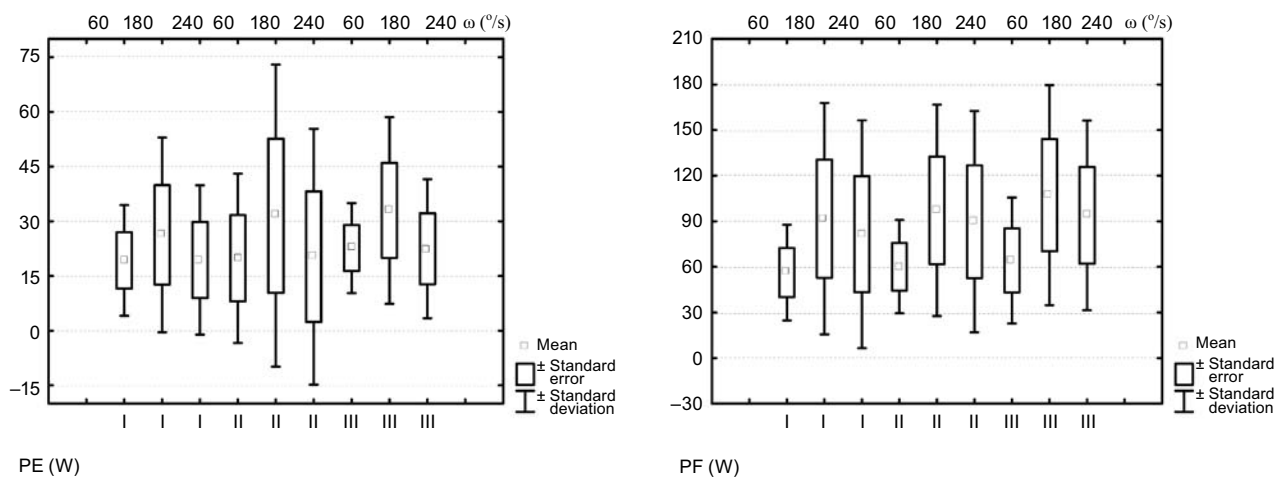 60 180 240 60 180 240 60 180 240 ω (°/s)
75
60
45
30
15
0
–15
I I I II II II III III III
Mean
± Standard
error
± Standard
deviation
PE (W)
60 180 240 60 180 240 60 180 240 ω (°/s)
210
180
150
120
90
60
30
0
–30
I I I II II II III III III
Mean
± Standard
error
± Standard
deviation
PF (W)